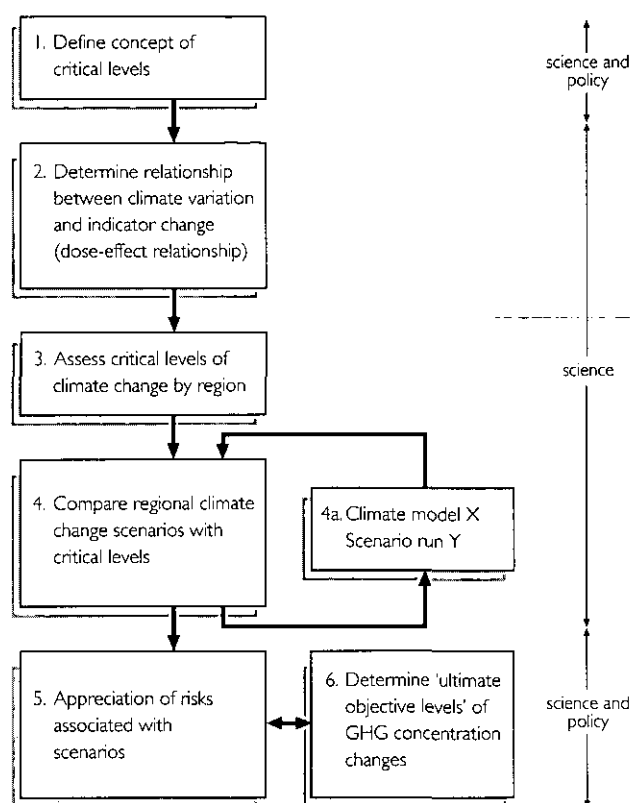 1. Define concept of
critical levels
science and
policy
2. Determine relationship
between climate variation
and indicator change
(dose-effect relationship)
3. Assess critical levels of
climate change by region
science
4. Compare regional climate
change scenarios with
critical levels
4a. Climate model X
Scenario run Y
5. Appreciation of risks
associated with
scenarios
6. Determine 'ultimate
objective levels' of
GHG concentration
changes
science and
policy